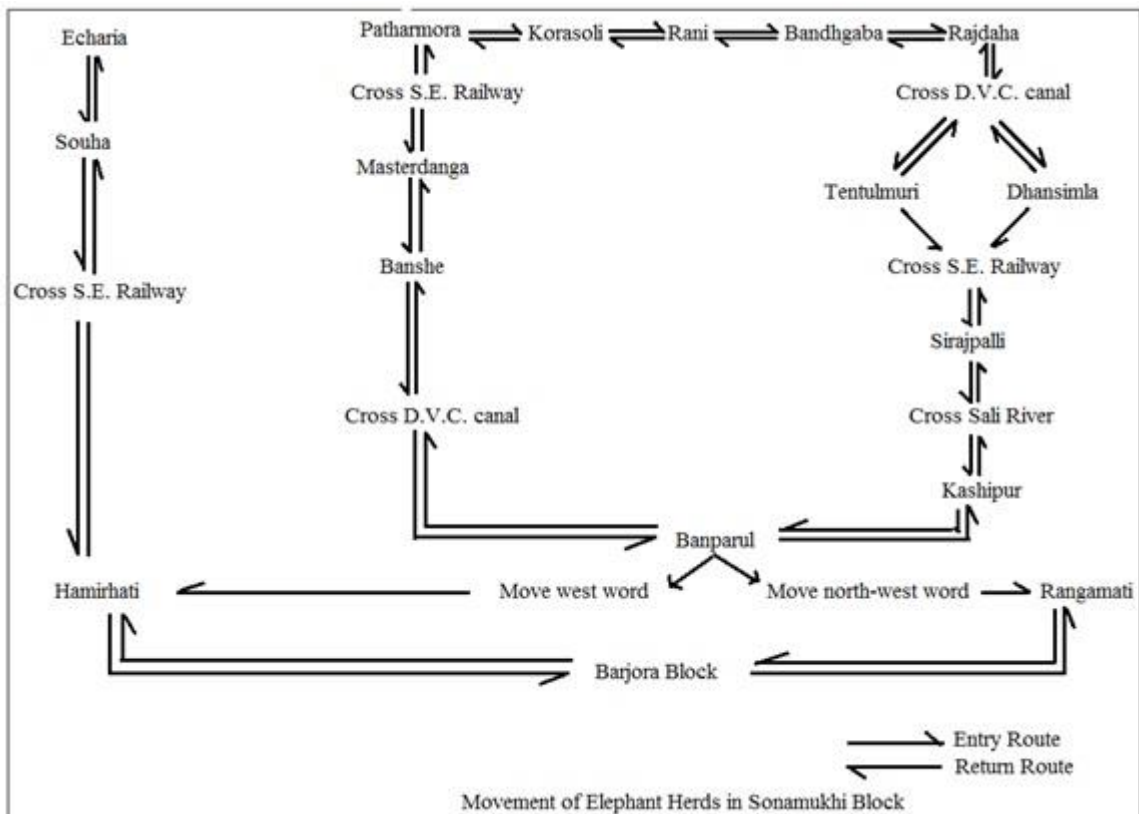 Echaria
Patharmora Korasoli Rani Bandhgaba Rajdaha
Cross S.E. Railway Cross D.V.C. canal
Souha
Masterdanga
Tentulmuri Dhansimla
Banshe Cross S.E. Railway
Cross S.E. Railway
Sirajpalli
Cross D.V.C. canal Cross Sali River
Kashipur
Banparul
Hamirhati Move west word Move north-west word Rangamati
Barjora Block
Entry Route
Return Route
Movement of Elephant Herds in Sonamukhi Block